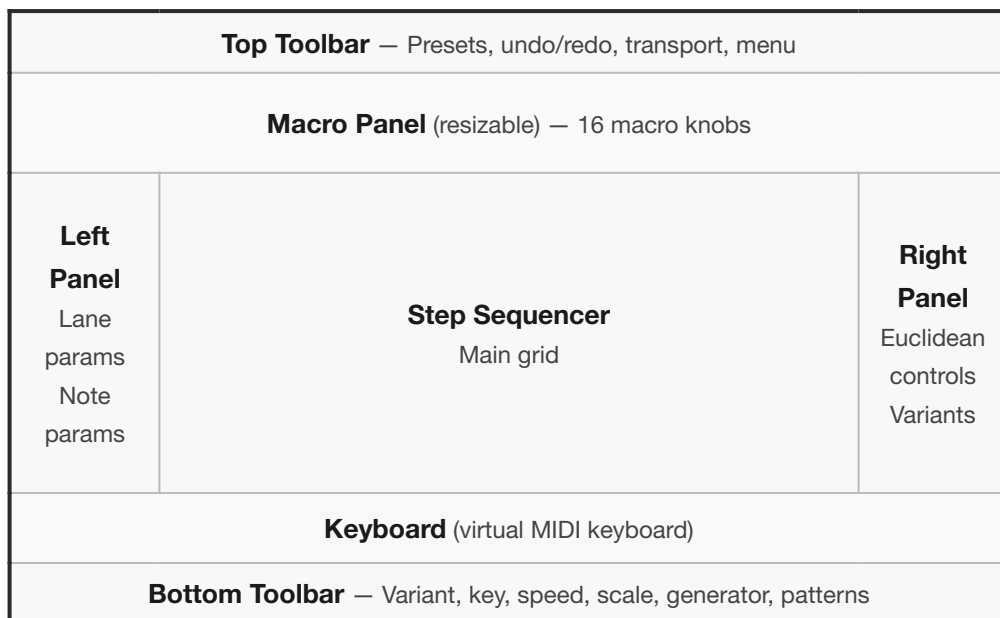 Top Toolbar — Presets, undo/redo, transport, menu
Macro Panel (resizable) — 16 macro knobs
Left
Panel
Lane
params
Note
params
Step Sequencer
Main grid
Right
Panel
Euclidean
controls
Variants
Keyboard (virtual MIDI keyboard)
Bottom Toolbar — Variant, key, speed, scale, generator, patterns